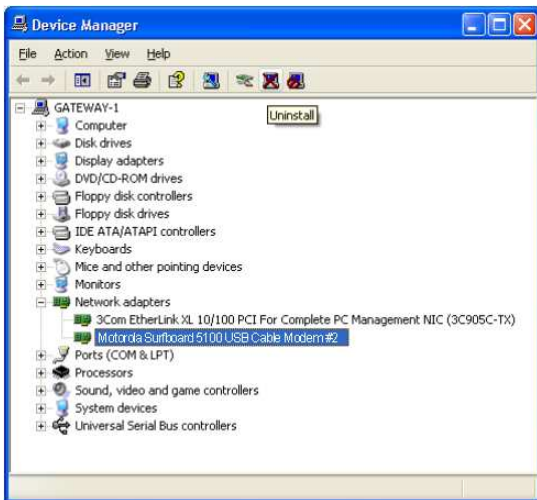 Device Manager
File Action View Help
Uninstall
GATEWAY-1
Computer
Disk drives
Display adapters
DVD/CD-ROM drives
Floppy disk controllers
Floppy disk drives
IDE ATA/ATAPI controllers
Keyboards
Mice and other pointing devices
Monitors
Network adapters
3Com EtherLink XL 10/100 PCI For Complete PC Management NIC (3C905C-TX)
Motorola Surfboard 5100 USB Cable Modem #2
Ports (COM & LPT)
Processors
Sound, video and game controllers
System devices
Universal Serial Bus controllers